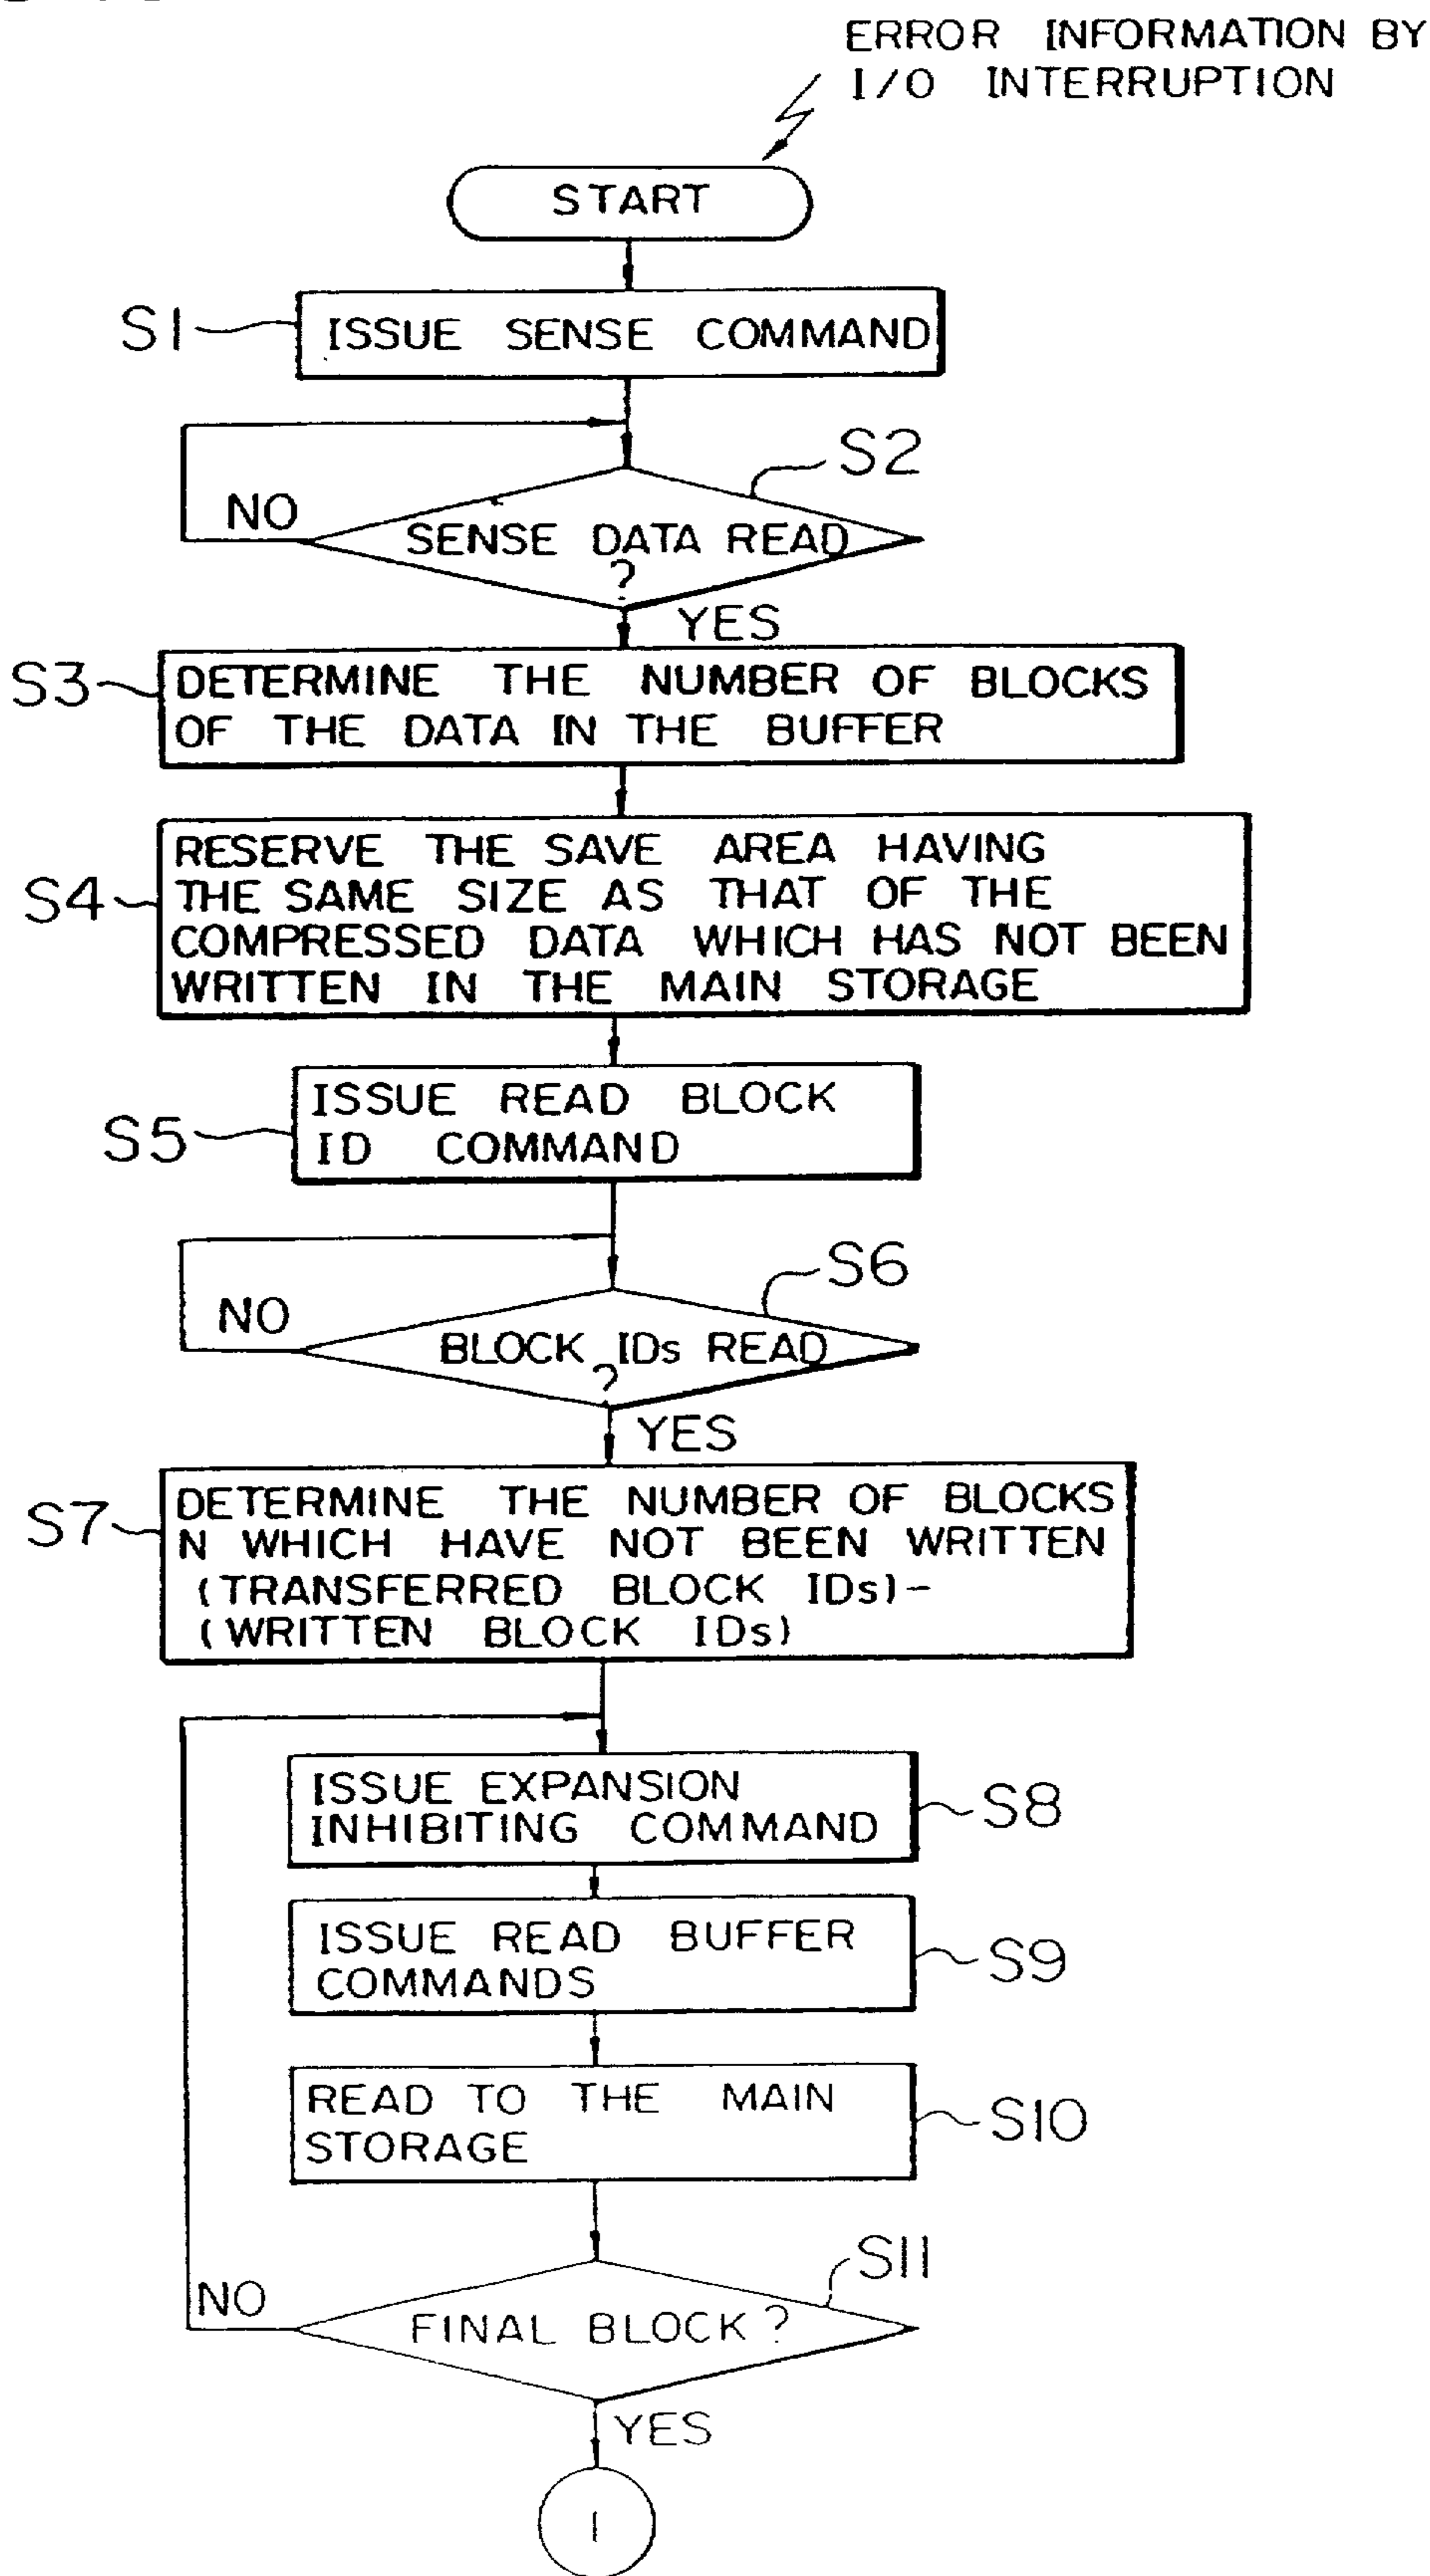 ERROR INFORMATION BY
I/O INTERRUPTION
START
S1
ISSUE SENSE COMMAND
S2
NO
SENSE DATA READ
?
YES
S3
DETERMINE THE NUMBER OF BLOCKS
OF THE DATA IN THE BUFFER
S4
RESERVE THE SAVE AREA HAVING
THE SAME SIZE AS THAT OF THE
COMPRESSED DATA WHICH HAS NOT BEEN
WRITTEN IN THE MAIN STORAGE
S5
ISSUE READ BLOCK
ID COMMAND
S6
NO
BLOCK IDs READ
?
YES
S7
DETERMINE THE NUMBER OF BLOCKS
N WHICH HAVE NOT BEEN WRITTEN
(TRANSFERRED BLOCK IDs)-
(WRITTEN BLOCK IDs)
ISSUE EXPANSION
INHIBITING COMMAND
S8
ISSUE READ BUFFER
COMMANDS
S9
READ TO THE MAIN
STORAGE
S10
S11
NO
FINAL BLOCK?
YES
1